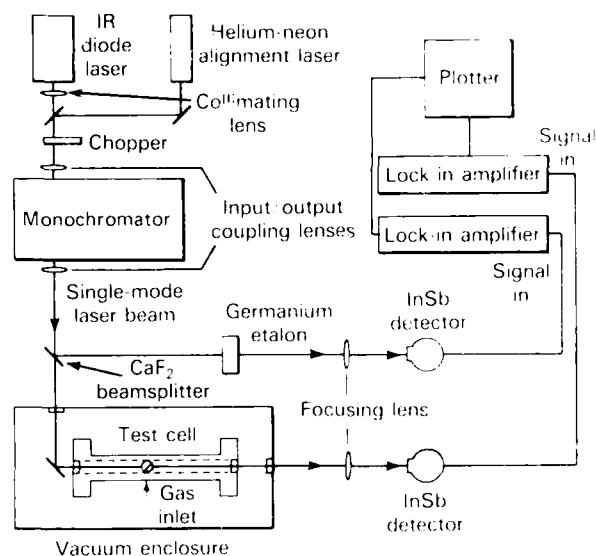 IR
diode
laser
Helium-neon
alignment laser
Collimating
lens
Chopper
Monochromator
Input/output
coupling lenses
Single-mode
laser beam
CaF2
beamsplitter
Germanium
etalon
InSb
detector
Plotter
Signal
in
Lock in amplifier
Lock-in amplifier
Signal
in
Focusing lens
Test cell
Gas
inlet
InSb
detector
Vacuum enclosure